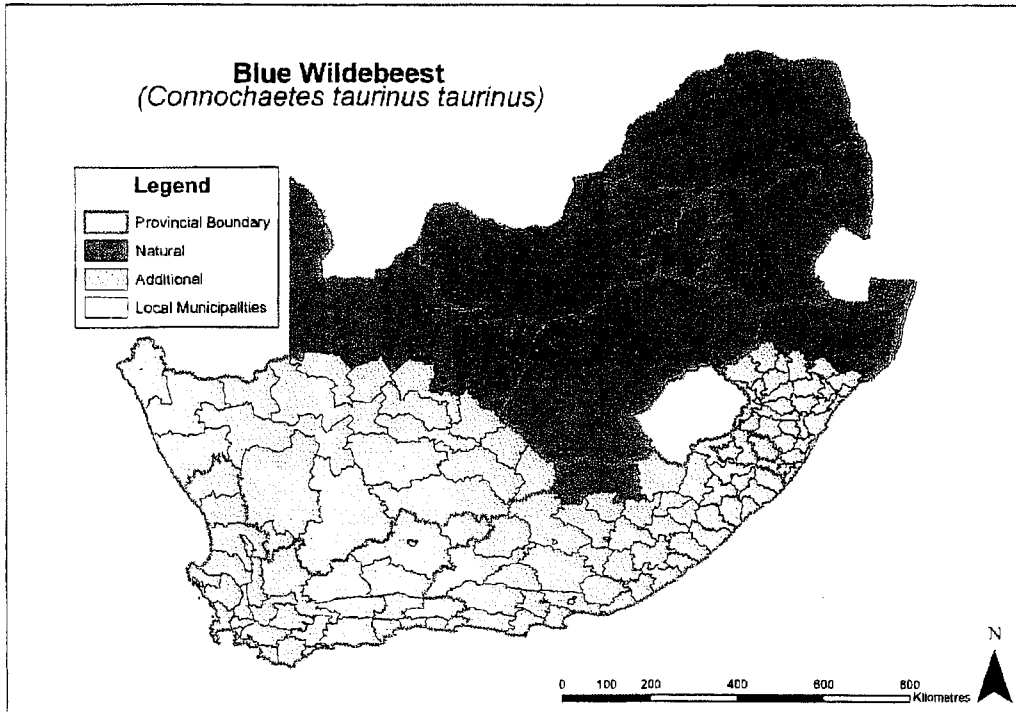 Blue Wildebeest
(Connochaetes taurinus taurinus)
Legend
Provincial Boundary
Natural
Additional
Local Municipalities
N
0 100 200 400 600 800
Kilometres